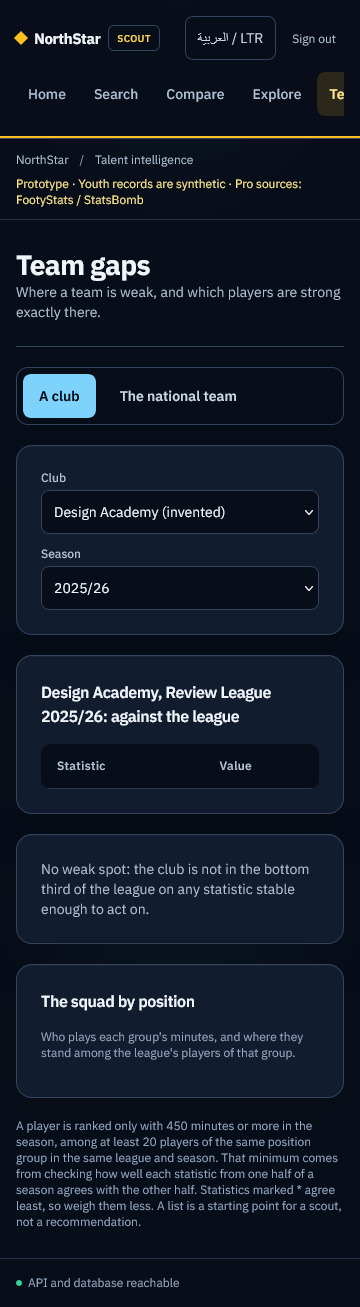 NorthStar SCOUT العربية / LTR Sign out
Home Search Compare Explore
NorthStar / Talent intelligence
Prototype · Youth records are synthetic · Pro sources:
FootyStats / StatsBomb
Team gaps
Where a team is weak, and which players are strong
exactly there.
A club The national team
Club
Design Academy (invented)
Season
2025/26
Design Academy, Review League
2025/26: against the league
Statistic Value
No weak spot: the club is not in the bottom
third of the league on any statistic stable
enough to act on.
The squad by position
Who plays each group's minutes, and where they
stand among the league's players of that group.
A player is ranked only with 450 minutes or more in the
season, among at least 20 players of the same position
group in the same league and season. That minimum comes
from checking how well each statistic from one half of a
season agrees with the other half. Statistics marked * agree
least, so weigh them less. A list is a starting point for a scout,
not a recommendation.
API and database reachable